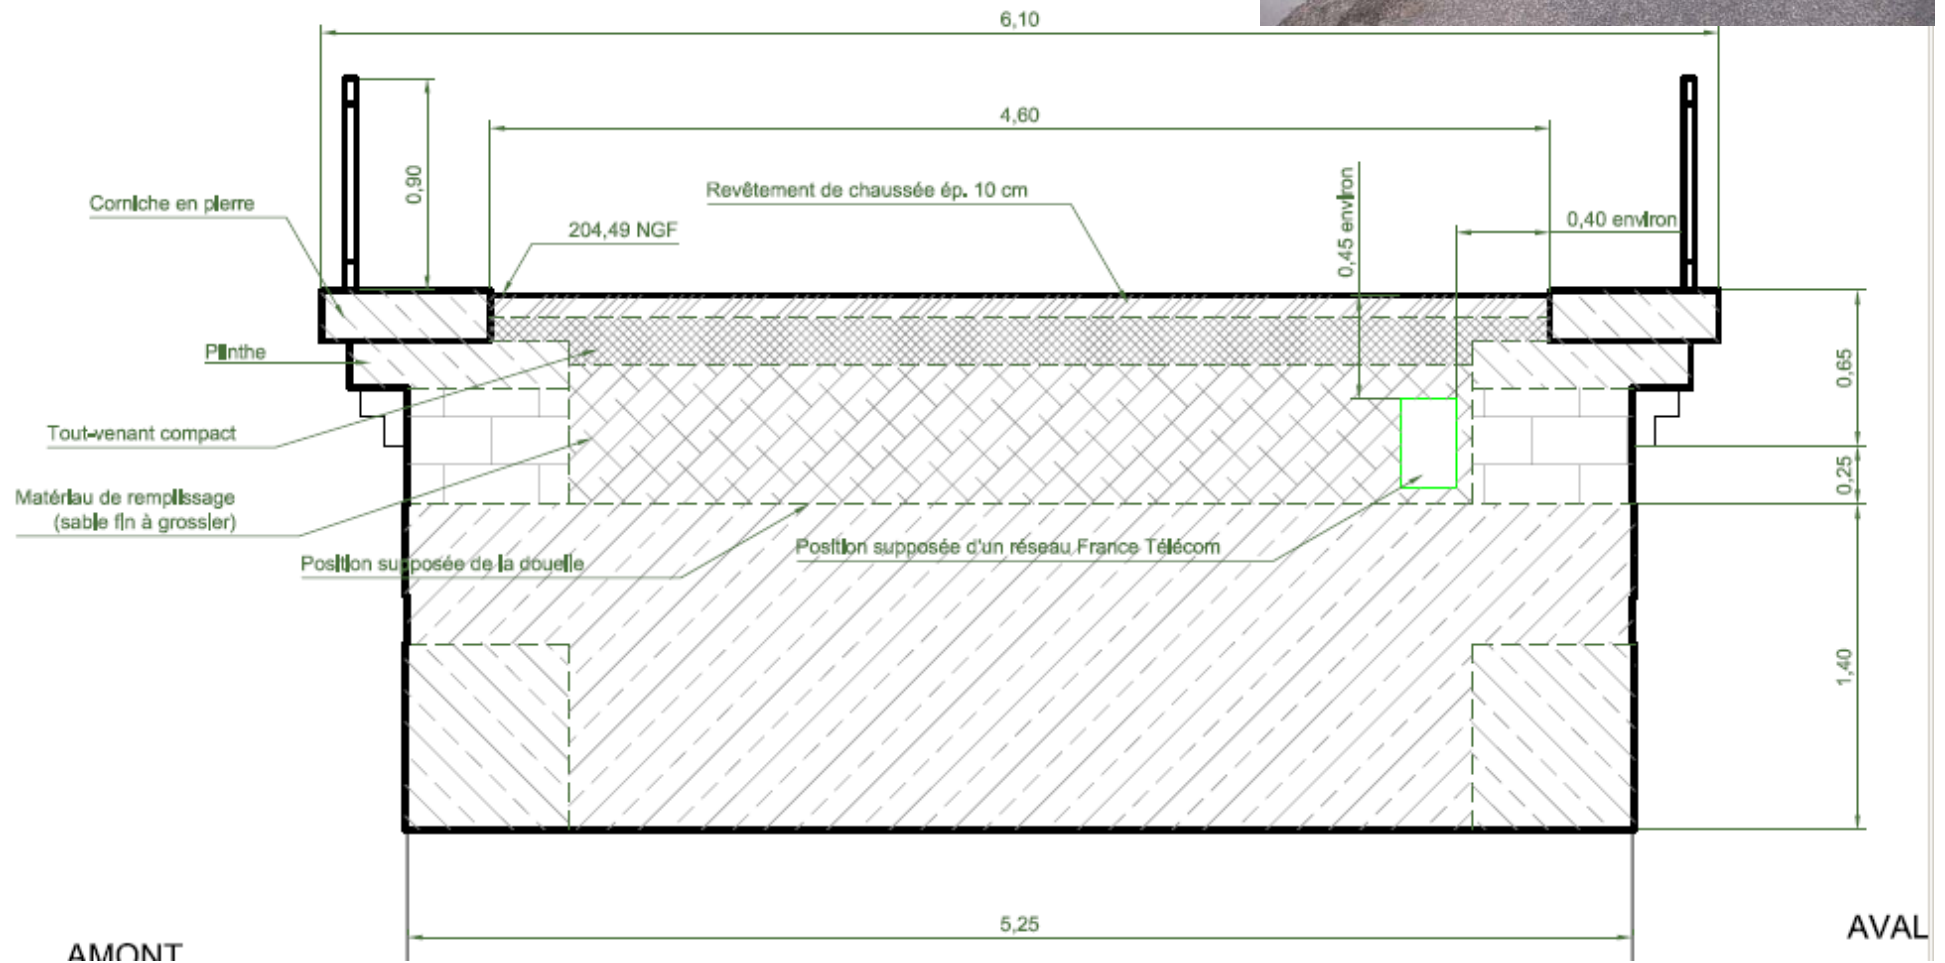 6,10
4,60
0,90
Corniche en pierre
Revêtement de chaussée ép. 10 cm
0,45 environ
0,40 environ
204,49 NGF
Plinthe
0,65
Tout-venant compact
0,25
Matériau de remplissage
(sable fin à grossier)
Position supposée de la douelle
Position supposée d'un réseau France Télécom
1,40
5,25
AMONT
AVAL